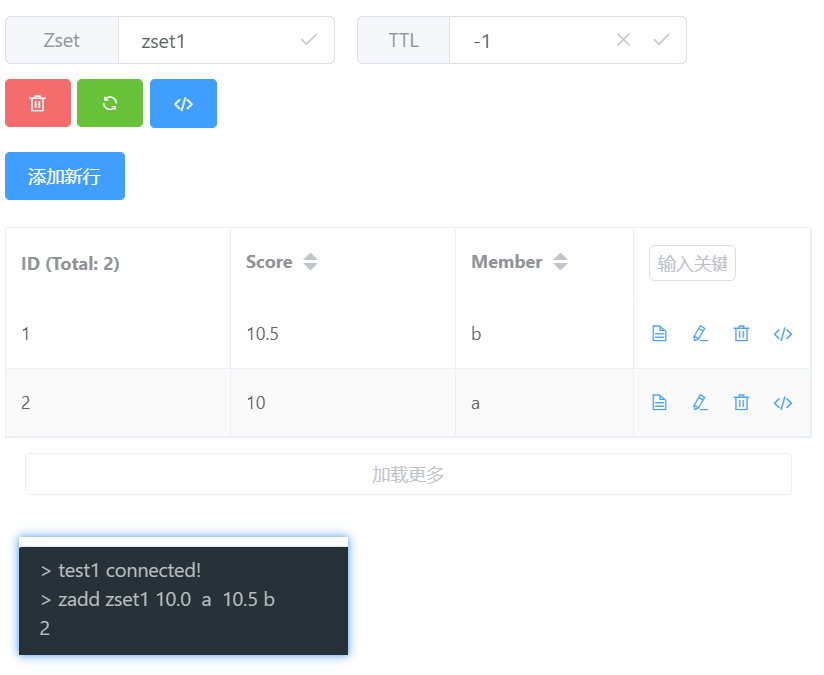 Zset zset1 TTL -1
添加新行
ID (Total: 2) Score Member 输入关键
1 10.5 b
2 10 a
加载更多
> test1 connected!
> zadd zset1 10.0  a  10.5 b
2